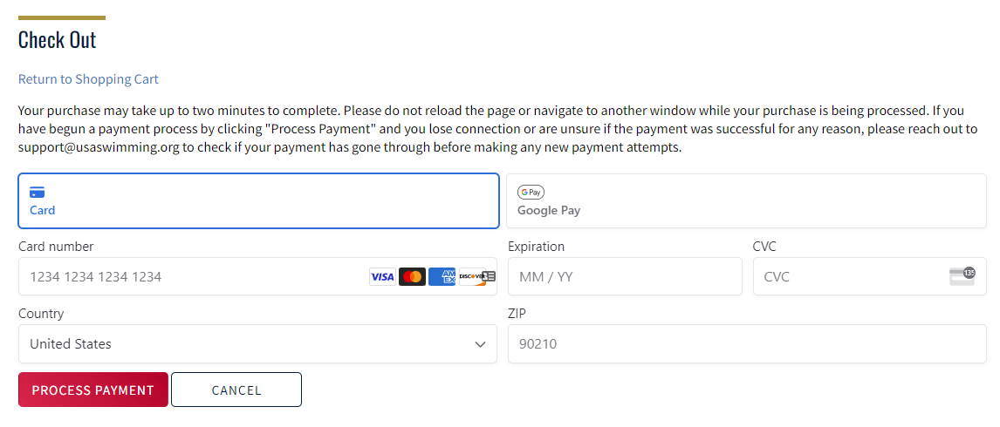 Check Out
Return to Shopping Cart
Your purchase may take up to two minutes to complete. Please do not reload the page or navigate to another window while your purchase is being processed. If you
have begun a payment process by clicking "Process Payment" and you lose connection or are unsure if the payment was successful for any reason, please reach out to
support@usaswimming.org to check if your payment has gone through before making any new payment attempts.
G Pay
Card
Google Pay
Card number
Expiration
CVC
1234 1234 1234 1234
VISA
AM EX
DISCOVER
MM / YY
CVC
135
Country
ZIP
United States
90210
PROCESS PAYMENT
CANCEL